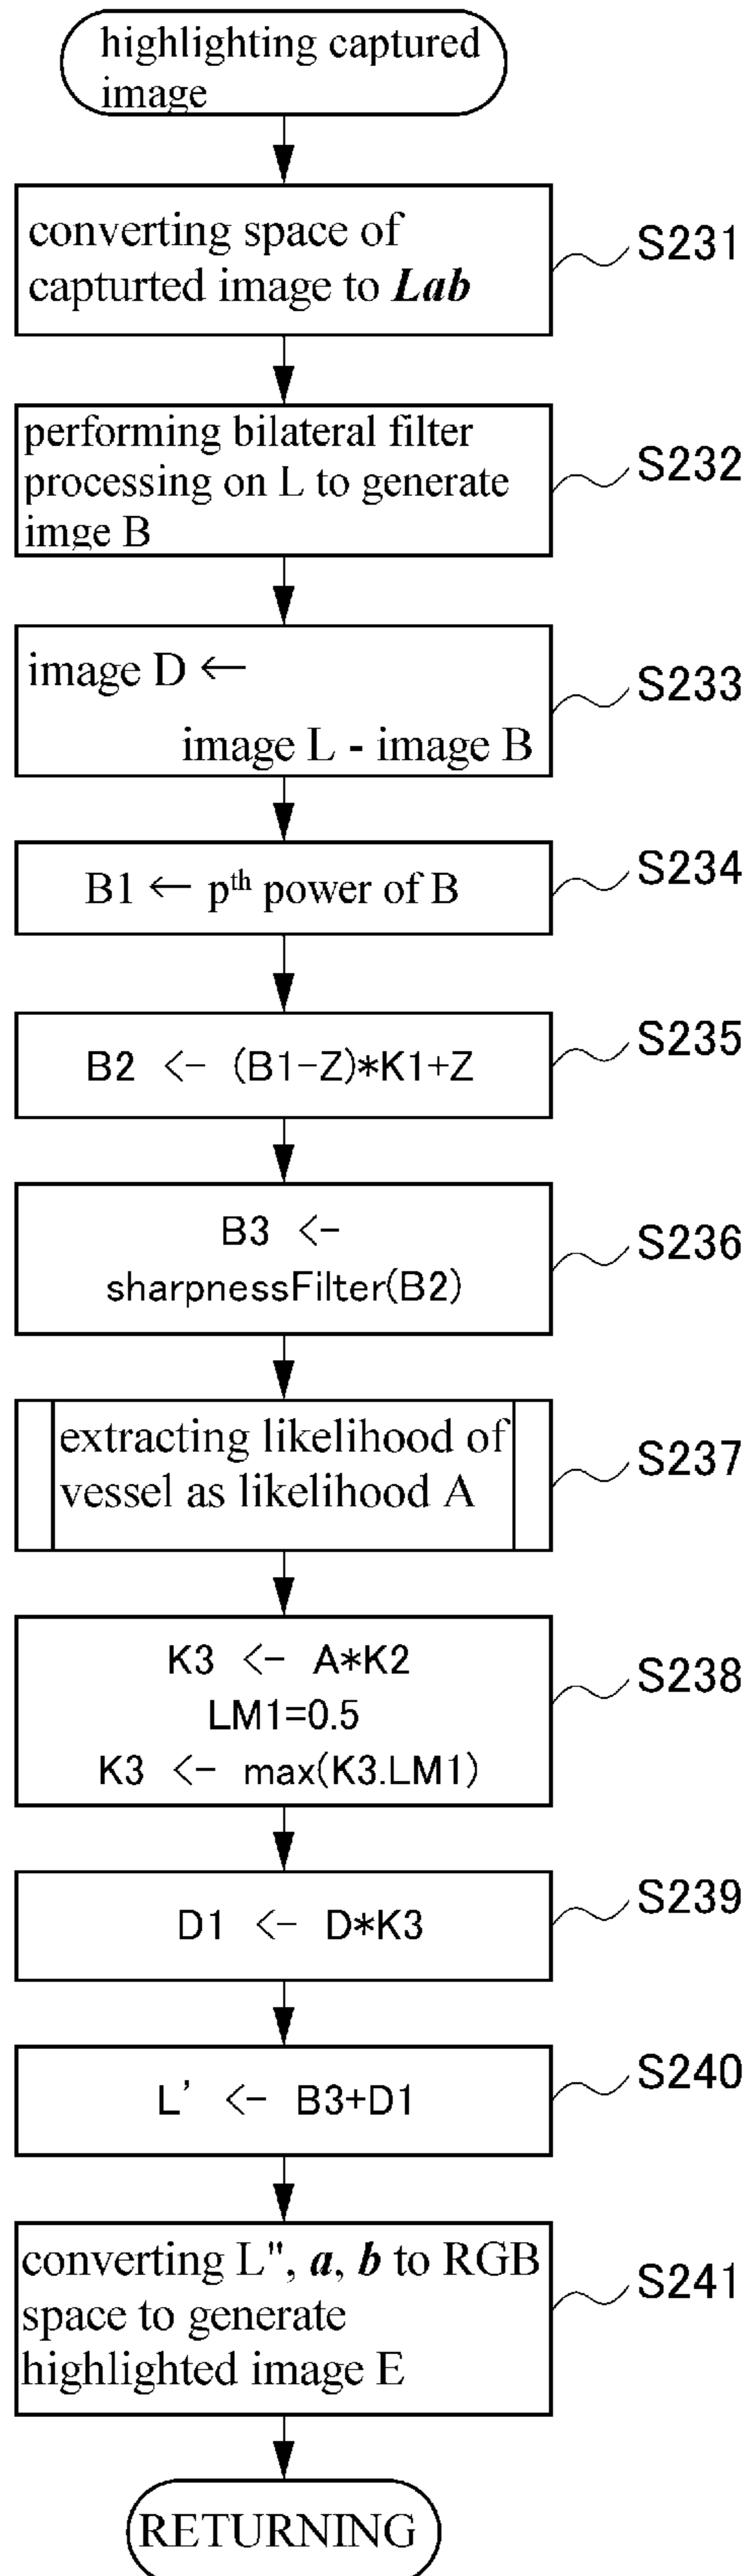 highlighting captured
image
converting space of
capturted image to Lab
S231
performing bilateral filter
processing on L to generate
imge B
S232
image D ←
image L - image B
S233
B1 ← pth power of B
S234
B2 <- (B1-Z)*K1+Z
S235
B3 <-
sharpnessFilter(B2)
S236
extracting likelihood of
vessel as likelihood A
S237
K3 <- A*K2
LM1=0.5
K3 <- max(K3.LM1)
S238
D1 <- D*K3
S239
L' <- B3+D1
S240
converting L", a, b to RGB
space to generate
highlighted image E
S241
RETURNING